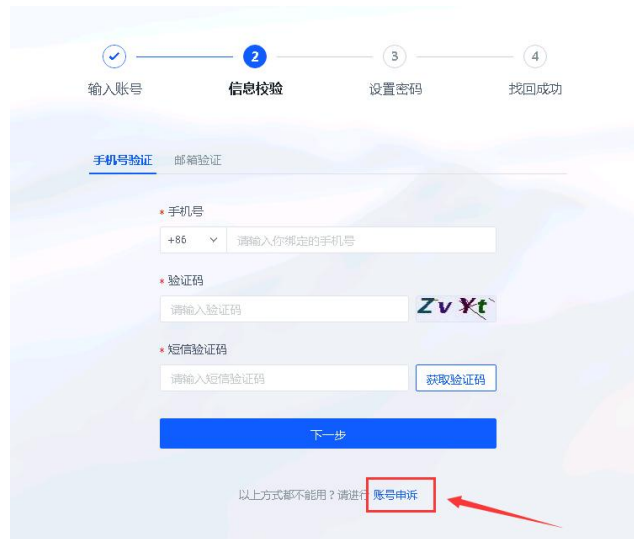 2 3 4
输入账号 信息校验 设置密码 找回成功
手机号验证 邮箱验证
* 手机号
+86 请输入你绑定的手机号
* 验证码
请输入验证码 ZvYt
* 短信验证码
请输入短信验证码 获取验证码
下一步
以上方式都不能用？请进行 账号申诉